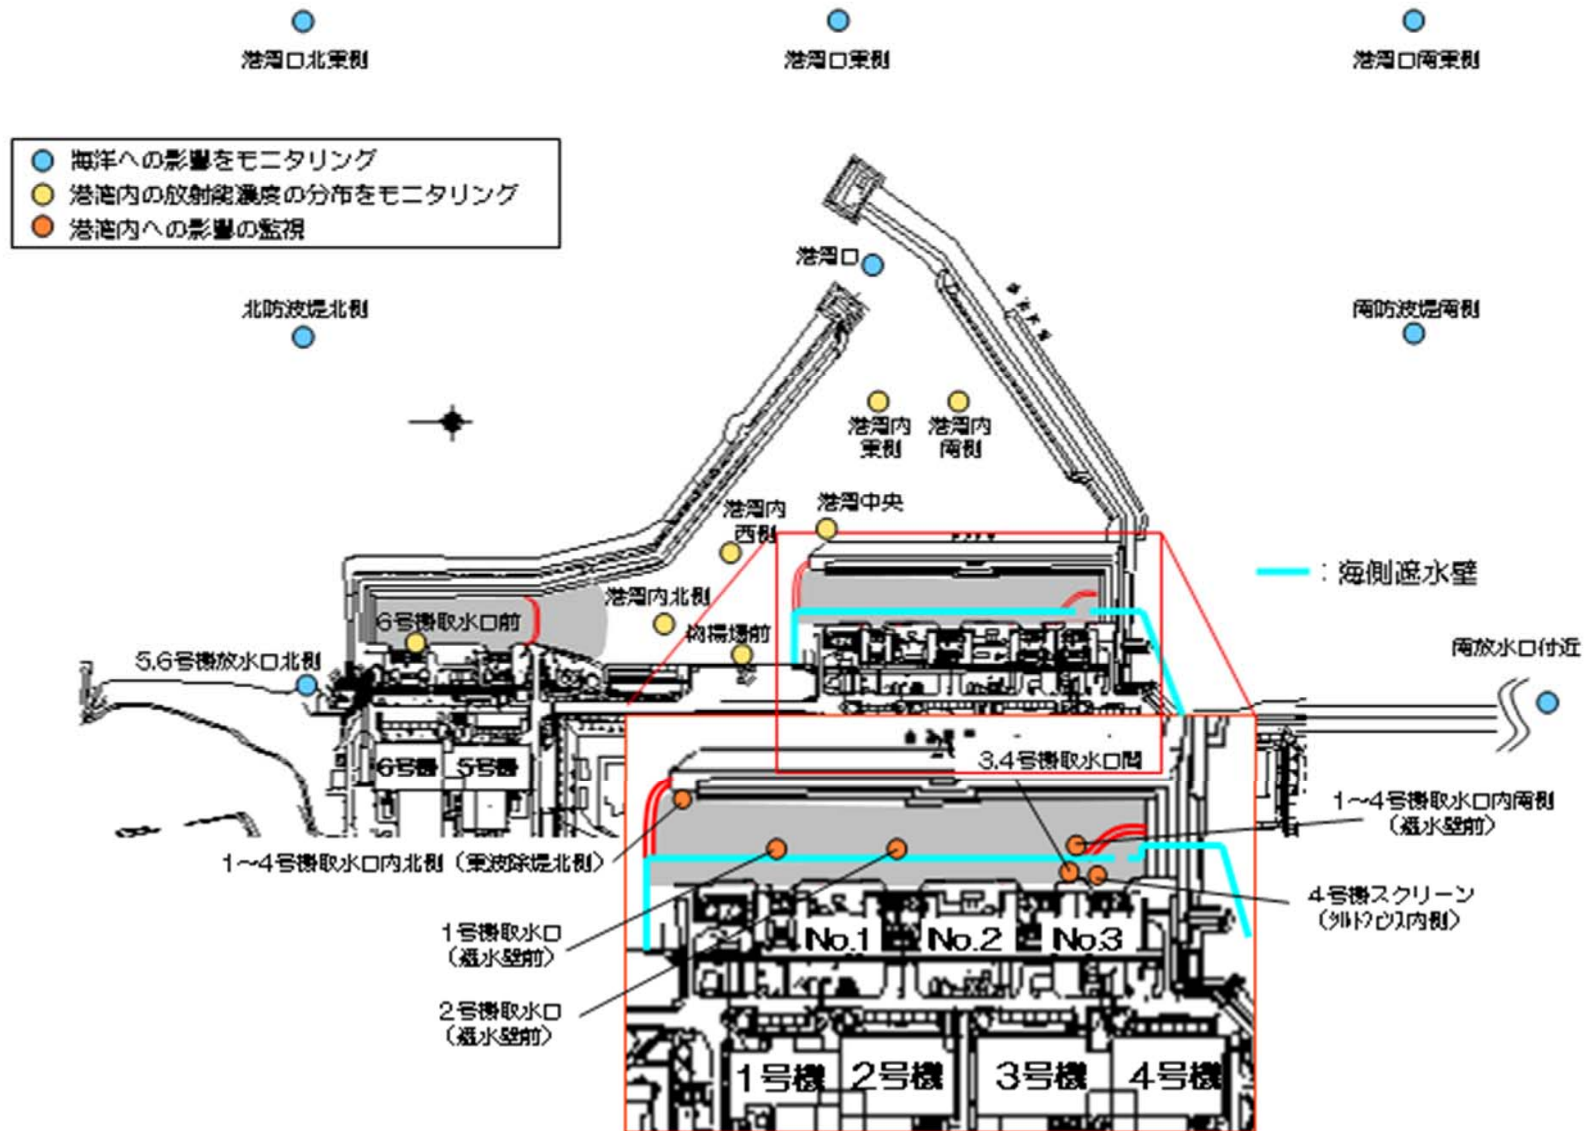 港湾口北東側
港湾口東側
港湾口南東側
海洋への影響をモニタリング
港湾内の放射能濃度の分布をモニタリング
港湾内への影響の監視
港湾口
北防波堤北側
南防波堤南側
港湾内
東側
港湾内
南側
港湾内
西側
港湾中央
：海側遮水壁
港湾内北側
6号機取水口前
物揚場前
5,6号機放水口北側
南放水口付近
6号機
5号機
3,4号機取水口間
1～4号機取水口内南側
（遮水壁前）
1～4号機取水口内北側（東波除堤北側）
4号機スクリーン
（シルトフェンス内側）
1号機取水口
（遮水壁前）
No.1
No.2
No.3
2号機取水口
（遮水壁前）
1号機
2号機
3号機
4号機